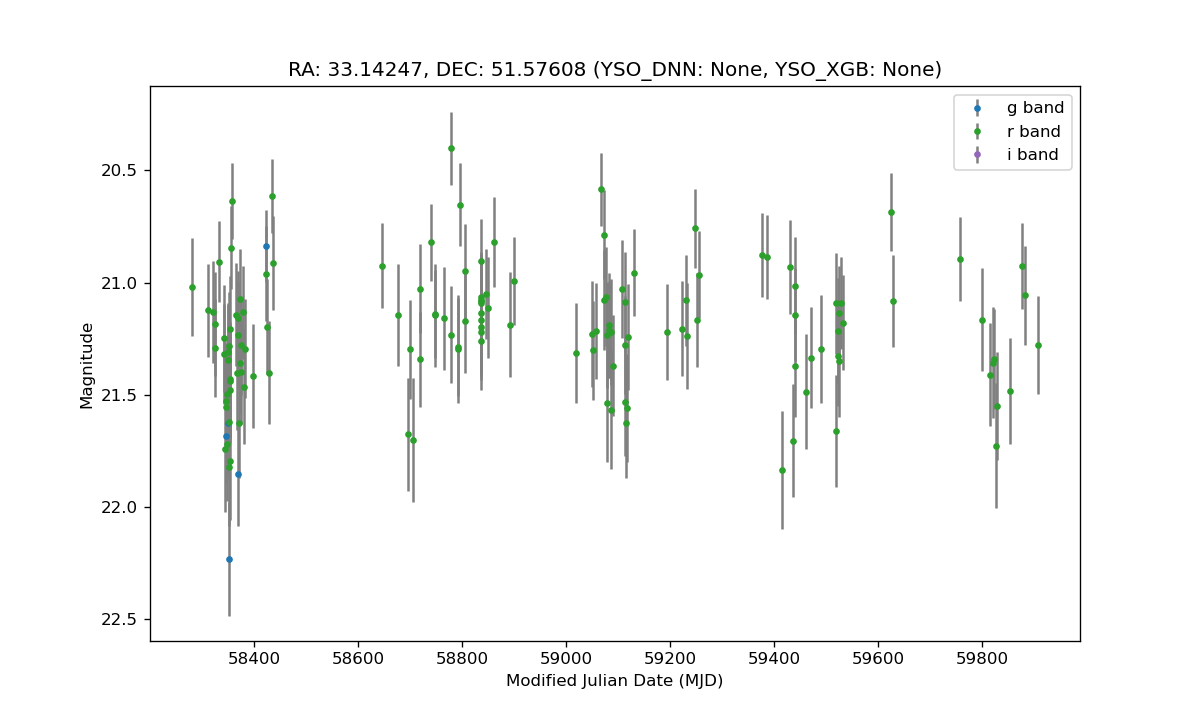 RA: 33.14247, DEC: 51.57608 (YSO_DNN: None, YSO_XGB: None)
g band
r band
i band
20.5
21.0
21.5
22.0
22.5
Magnitude
58400 58600 58800 59000 59200 59400 59600 59800
Modified Julian Date (MJD)